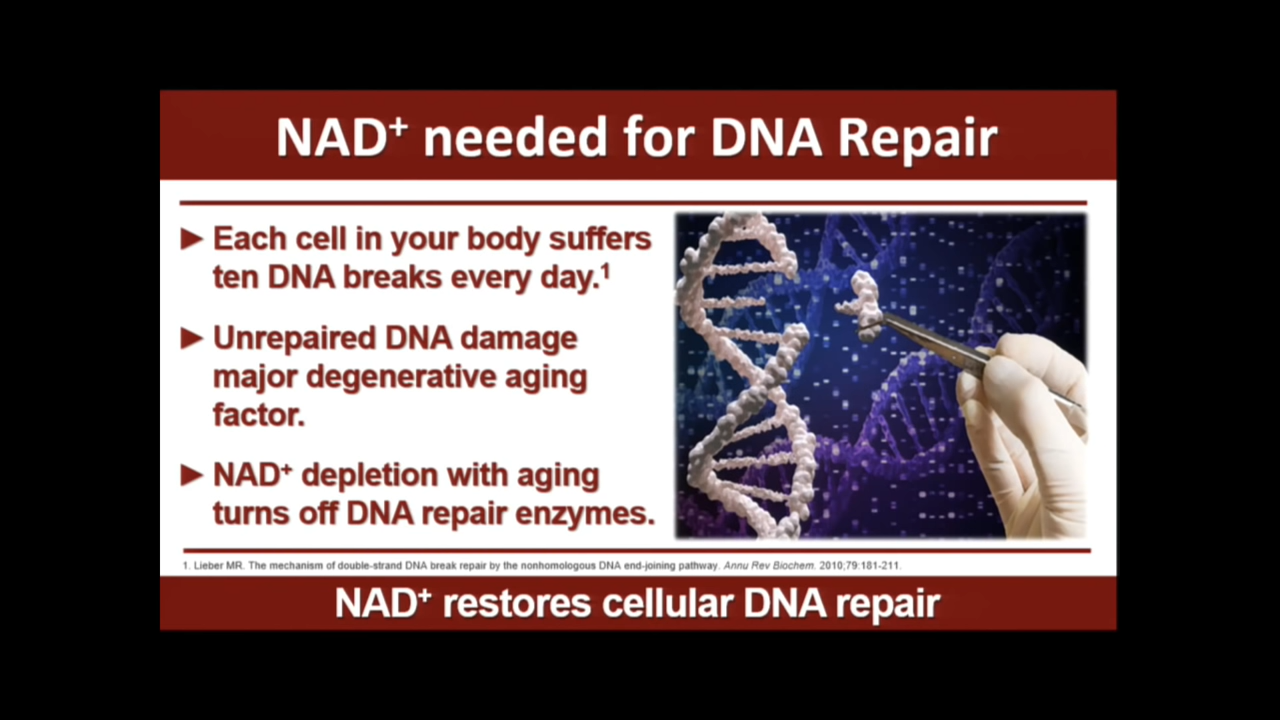 NAD⁺ needed for DNA Repair
► Each cell in your body suffers
ten DNA breaks every day.¹
► Unrepaired DNA damage
major degenerative aging
factor.
► NAD⁺ depletion with aging
turns off DNA repair enzymes.
1. Lieber MR. The mechanism of double-strand DNA break repair by the nonhomologous DNA end-joining pathway. Annu Rev Biochem. 2010;79:181-211.
NAD⁺ restores cellular DNA repair